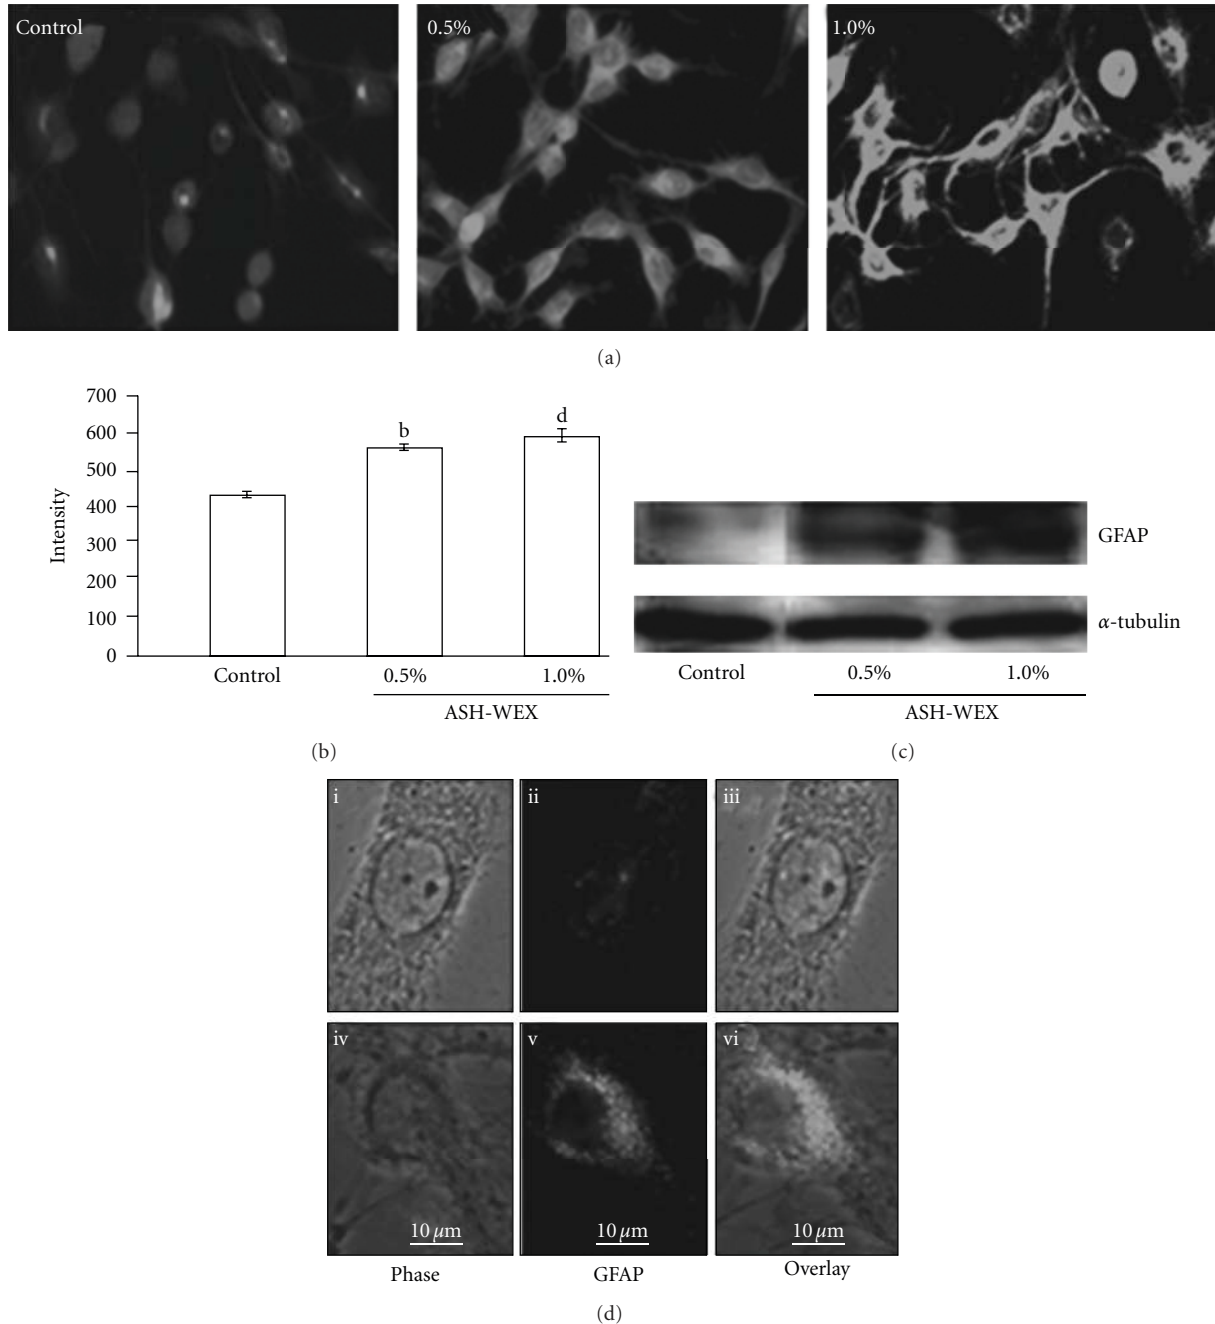 Control 0.5% 1.0%
(a)
700
600
500
400
300
200
100
0
Intensity
b
d
Control 0.5% 1.0%
ASH-WEX
(b)
GFAP
α-tubulin
Control 0.5% 1.0%
ASH-WEX
(c)
i ii iii
iv v vi
10 µm 10 µm 10 µm
Phase GFAP Overlay
(d)